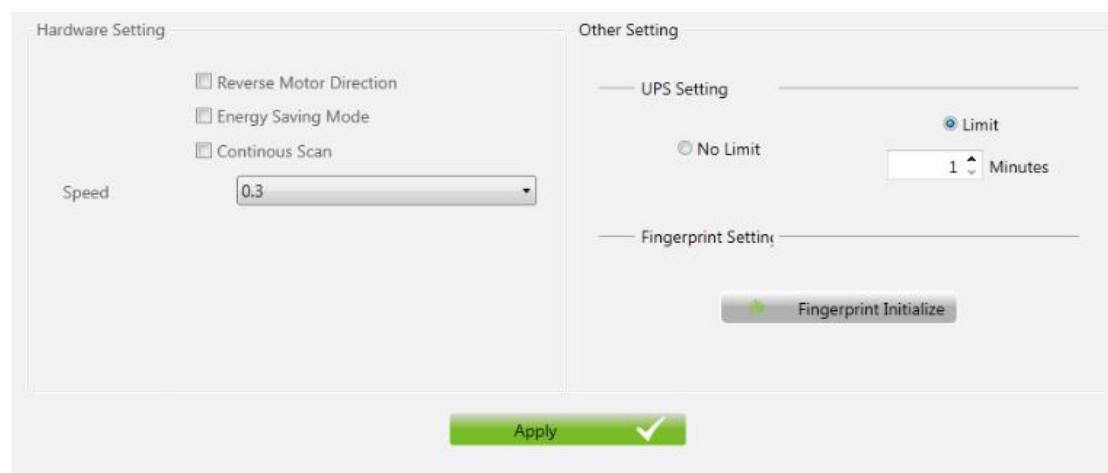 Hardware Setting
Reverse Motor Direction
Energy Saving Mode
Continous Scan
Speed
0.3
Other Setting
UPS Setting
No Limit
Limit
1 Minutes
Fingerprint Setting
Fingerprint Initialize
Apply